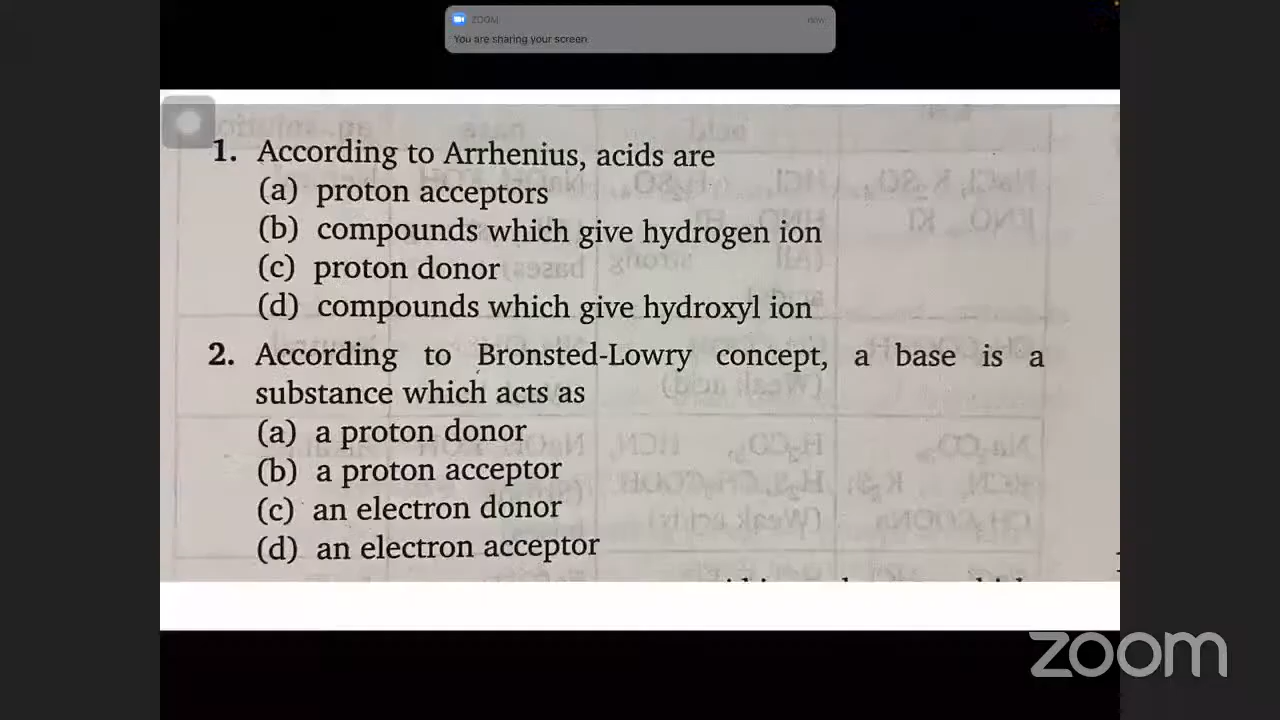 ZOOM
now
You are sharing your screen
1. According to Arrhenius, acids are
(a) proton acceptors
(b) compounds which give hydrogen ion
(c) proton donor
(d) compounds which give hydroxyl ion
2. According to Bronsted-Lowry concept, a base is a
substance which acts as
(a) a proton donor
(b) a proton acceptor
(c) an electron donor
(d) an electron acceptor
zoom